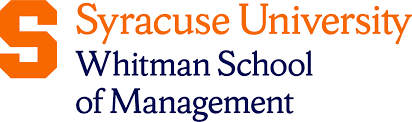 S
Syracuse University
Whitman School
of Management